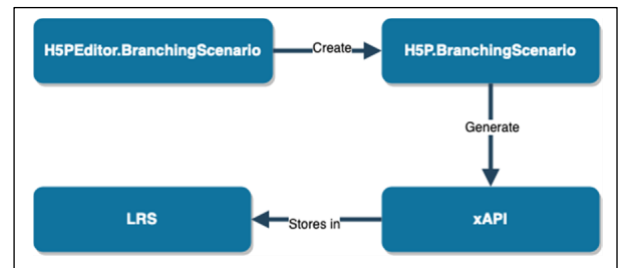 H5PEditor.BranchingScenario
Create
H5P.BranchingScenario
Generate
xAPI
Stores in
LRS